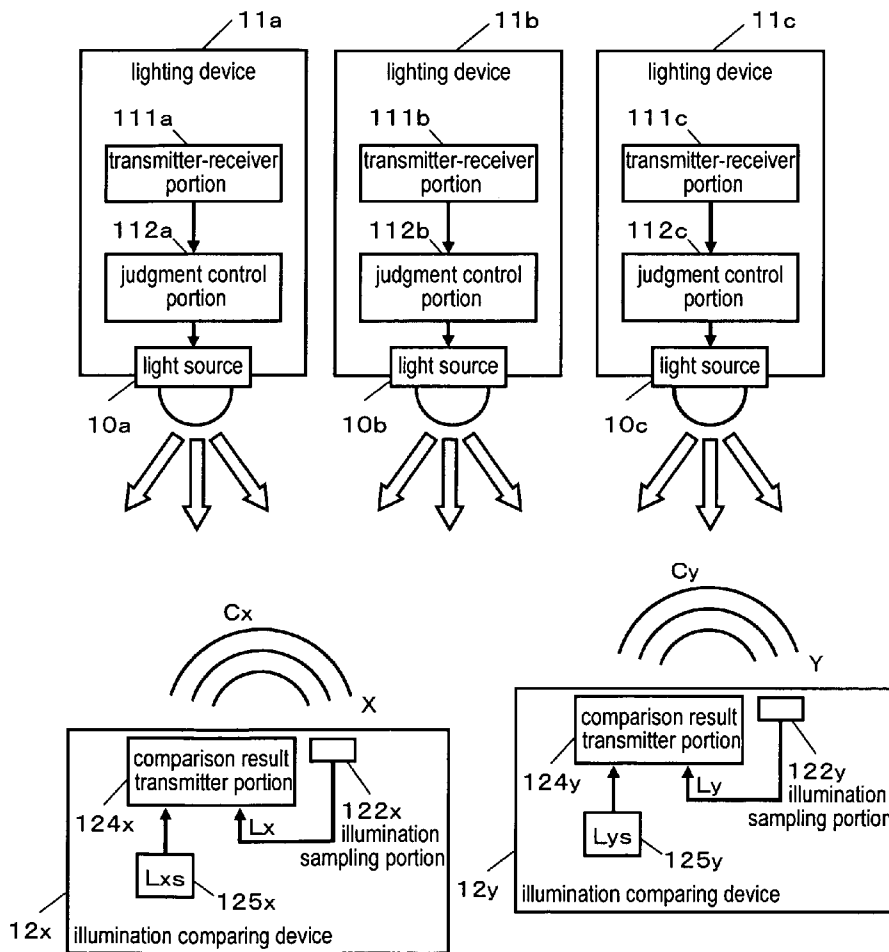 11a
11b
11c
lighting device
lighting device
lighting device
111a
111b
111c
transmitter-receiver
portion
transmitter-receiver
portion
transmitter-receiver
portion
112a
112b
112c
judgment control
portion
judgment control
portion
judgment control
portion
light source
light source
light source
10a
10b
10c
Cx
X
comparison result
transmitter portion
124x
Lx
122x
illumination
sampling portion
Lxs
125x
12x
illumination comparing device
Cy
Y
comparison result
transmitter portion
124y
Ly
122y
illumination
sampling portion
Lys
125y
12y
illumination comparing device